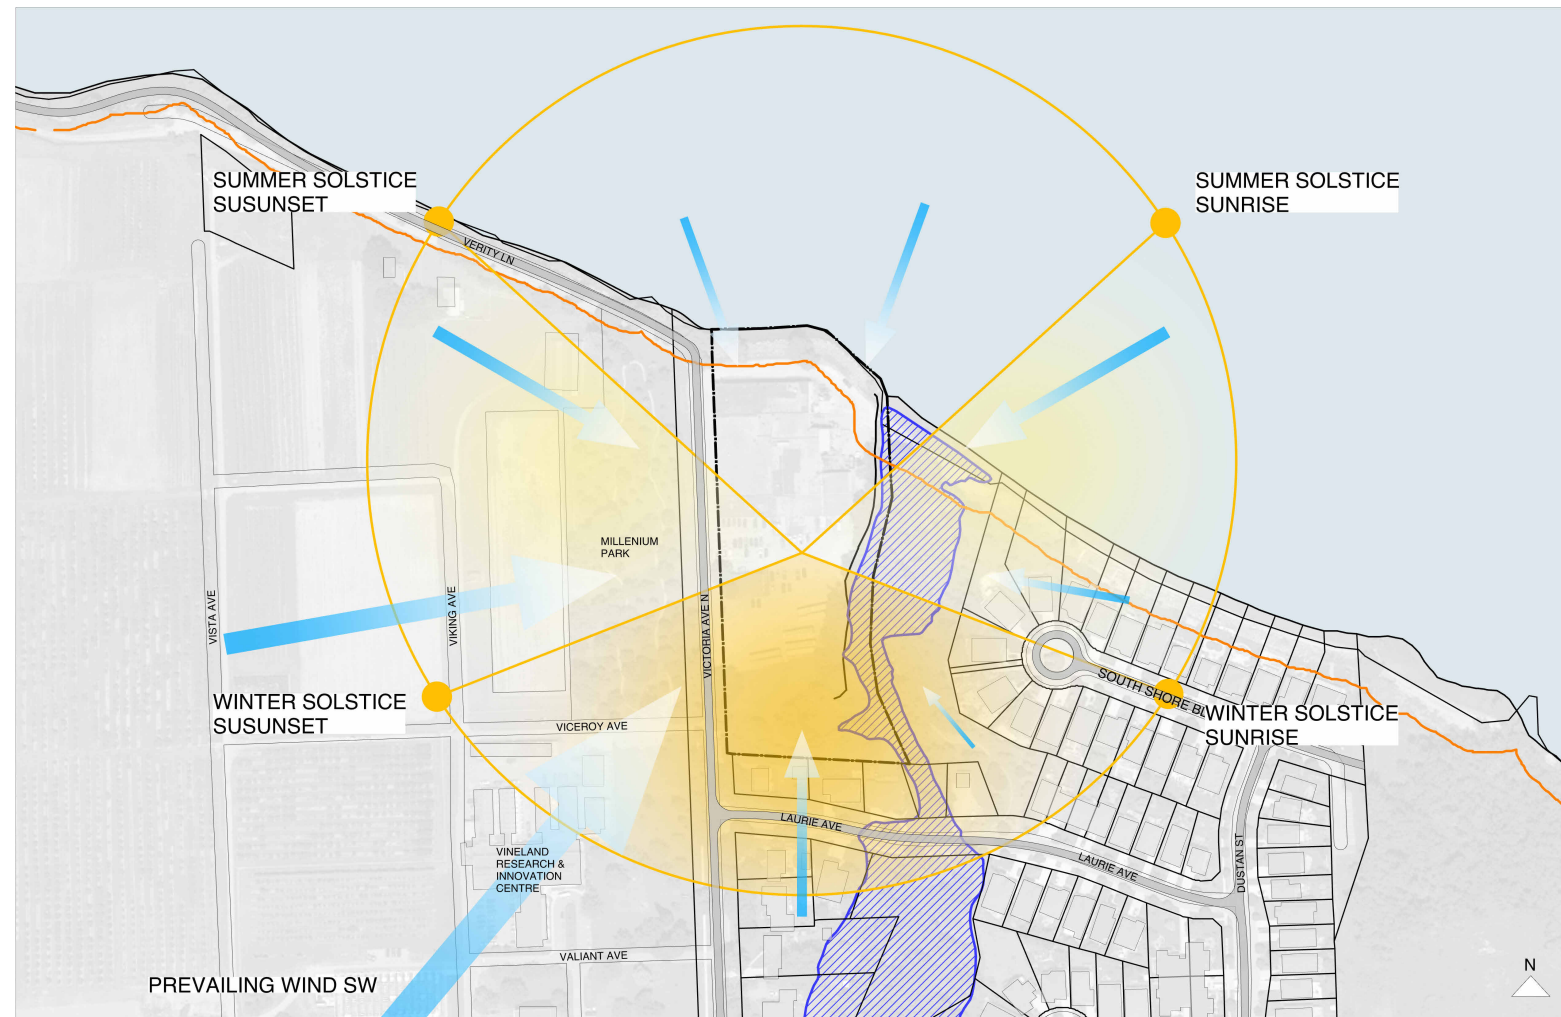 SUMMER SOLSTICE
SUSUNSET
SUMMER SOLSTICE
SUNRISE
VERITY LN
MILLENIUM
PARK
VISTA AVE
VIKING AVE
VICTORIA AVE N
SOUTH SHORE BL
WINTER SOLSTICE
SUSUNSET
WINTER SOLSTICE
SUNRISE
VICEROY AVE
LAURIE AVE
VINELAND
RESEARCH &
INNOVATION
CENTRE
LAURIE AVE
DUSTAN ST
VALIANT AVE
PREVAILING WIND SW
N